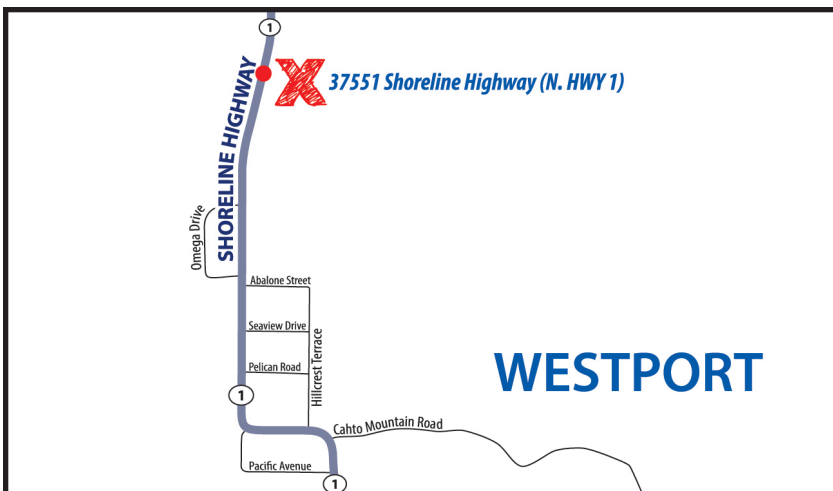 1
37551 Shoreline Highway (N. HWY 1)
SHORELINE HIGHWAY
Omega Drive
Abalone Street
Seaview Drive
Hillcrest Terrace
Pelican Road
WESTPORT
1
Cahto Mountain Road
Pacific Avenue
1